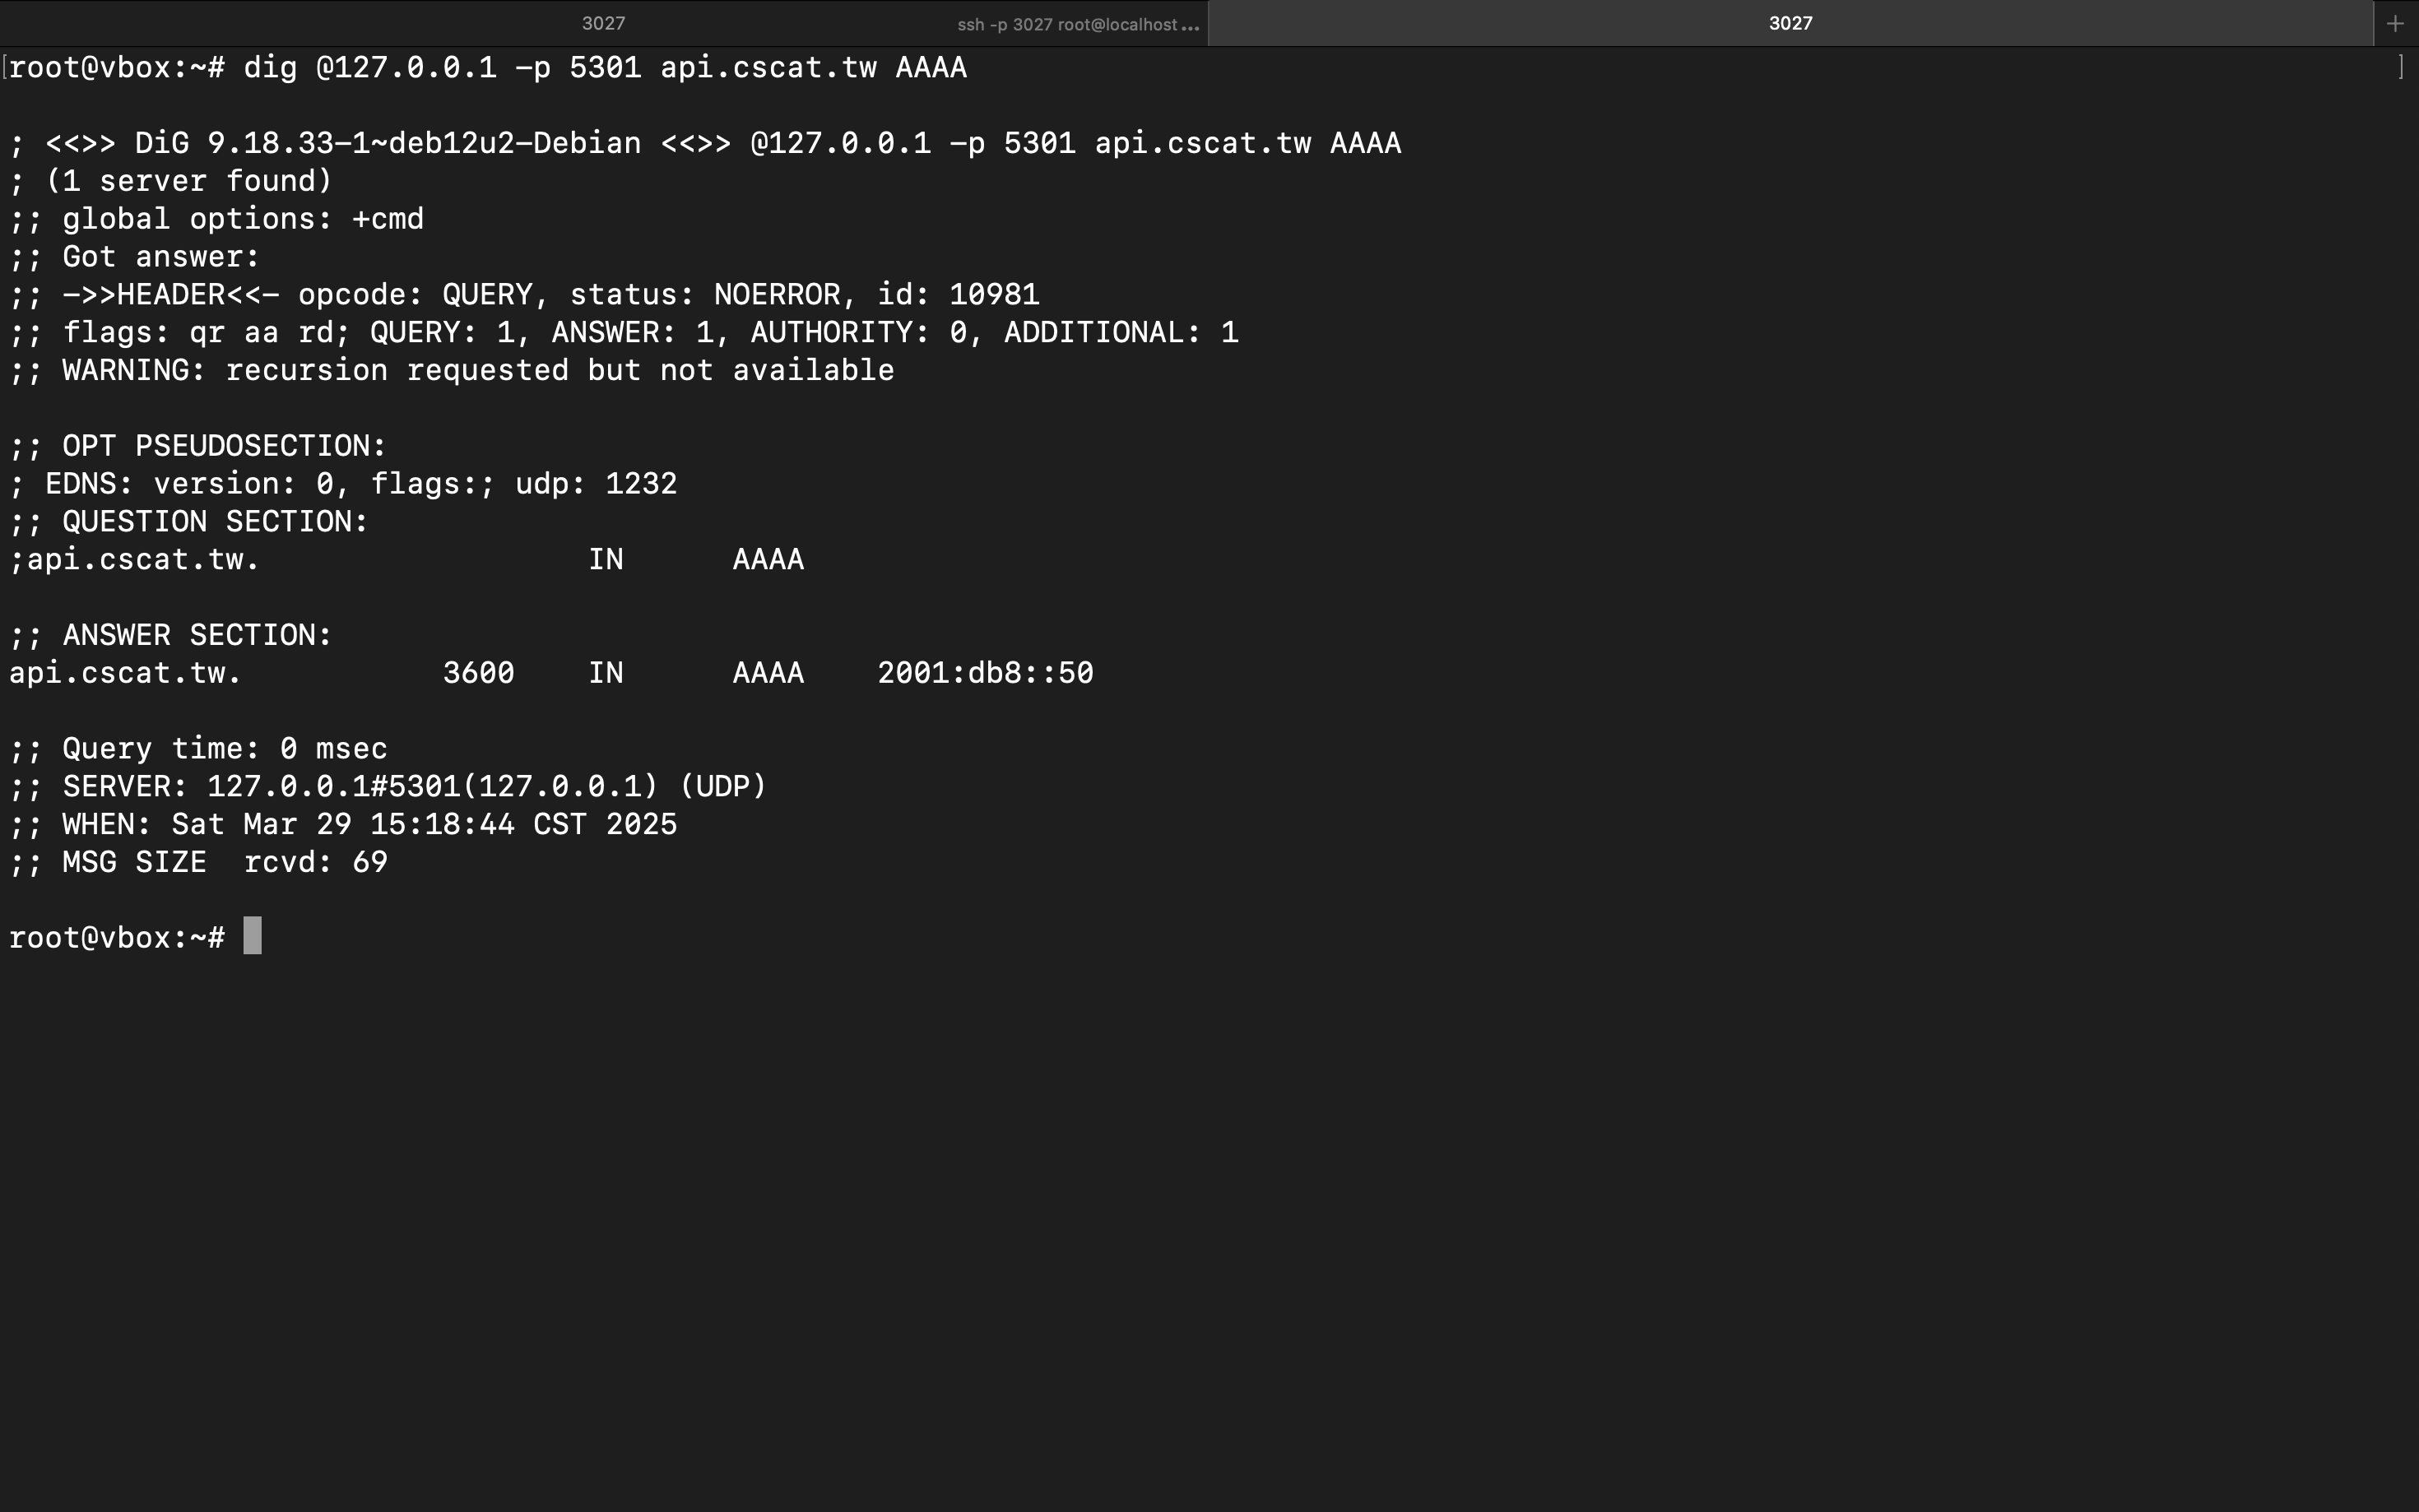 3027
ssh -p 3027 root@localhost ...
3027
+
[root@vbox:~# dig @127.0.0.1 -p 5301 api.cscat.tw AAAA ]
; <<>> DiG 9.18.33-1~deb12u2-Debian <<>> @127.0.0.1 -p 5301 api.cscat.tw AAAA
; (1 server found)
;; global options: +cmd
;; Got answer:
;; ->>HEADER<<- opcode: QUERY, status: NOERROR, id: 10981
;; flags: qr aa rd; QUERY: 1, ANSWER: 1, AUTHORITY: 0, ADDITIONAL: 1
;; WARNING: recursion requested but not available
;; OPT PSEUDOSECTION:
; EDNS: version: 0, flags:; udp: 1232
;; QUESTION SECTION:
;api.cscat.tw. IN AAAA
;; ANSWER SECTION:
api.cscat.tw. 3600 IN AAAA 2001:db8::50
;; Query time: 0 msec
;; SERVER: 127.0.0.1#5301(127.0.0.1) (UDP)
;; WHEN: Sat Mar 29 15:18:44 CST 2025
;; MSG SIZE rcvd: 69
root@vbox:~#